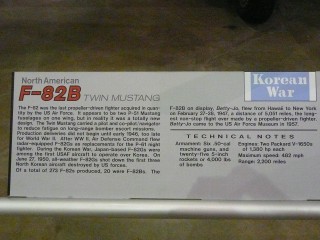 North American
F-82B TWIN MUSTANG
The F-82 was the last propeller-driven fighter acquired in quanti-
ty by the US Air Force. It appears to be two P-51 Mustang
fuselages on one wing, but in reality it was a totally new
design. The Twin Mustang carried a pilot and co-pilot/navigator
to reduce fatigue on long-range bomber escort missions.
Production deliveries did not begin until early 1946, too late
for World War II. After WW II, Air Defense Command flew
radar-equipped F-82Gs as replacements for the P-61 night
fighter. During the Korean War, Japan-based F-82Gs were
among the first USAF aircraft to operate over Korea. On
June 27, 1950, all-weather F-82Gs shot down the first three
North Korean aircraft destroyed by US forces.
Of a total of 273 F-82s produced, 20 were F-82Bs. The
Korean
War
F-82B on display, Betty-Jo, flew from Hawaii to New York
on February 27-28, 1947, a distance of 5,051 miles, the long-
est non-stop flight ever made by a propeller-driven fighter.
Betty-Jo came to the US Air Force Museum in 1957.
TECHNICAL NOTES
Armament: Six .50-cal
machine guns, and
twenty-five 5-inch
rockets or 4,000 lbs
of bombs.
Engines: Two Packard V-1650s
of 1,380 hp each
Maximum speed: 482 mph
Range: 2,200 miles